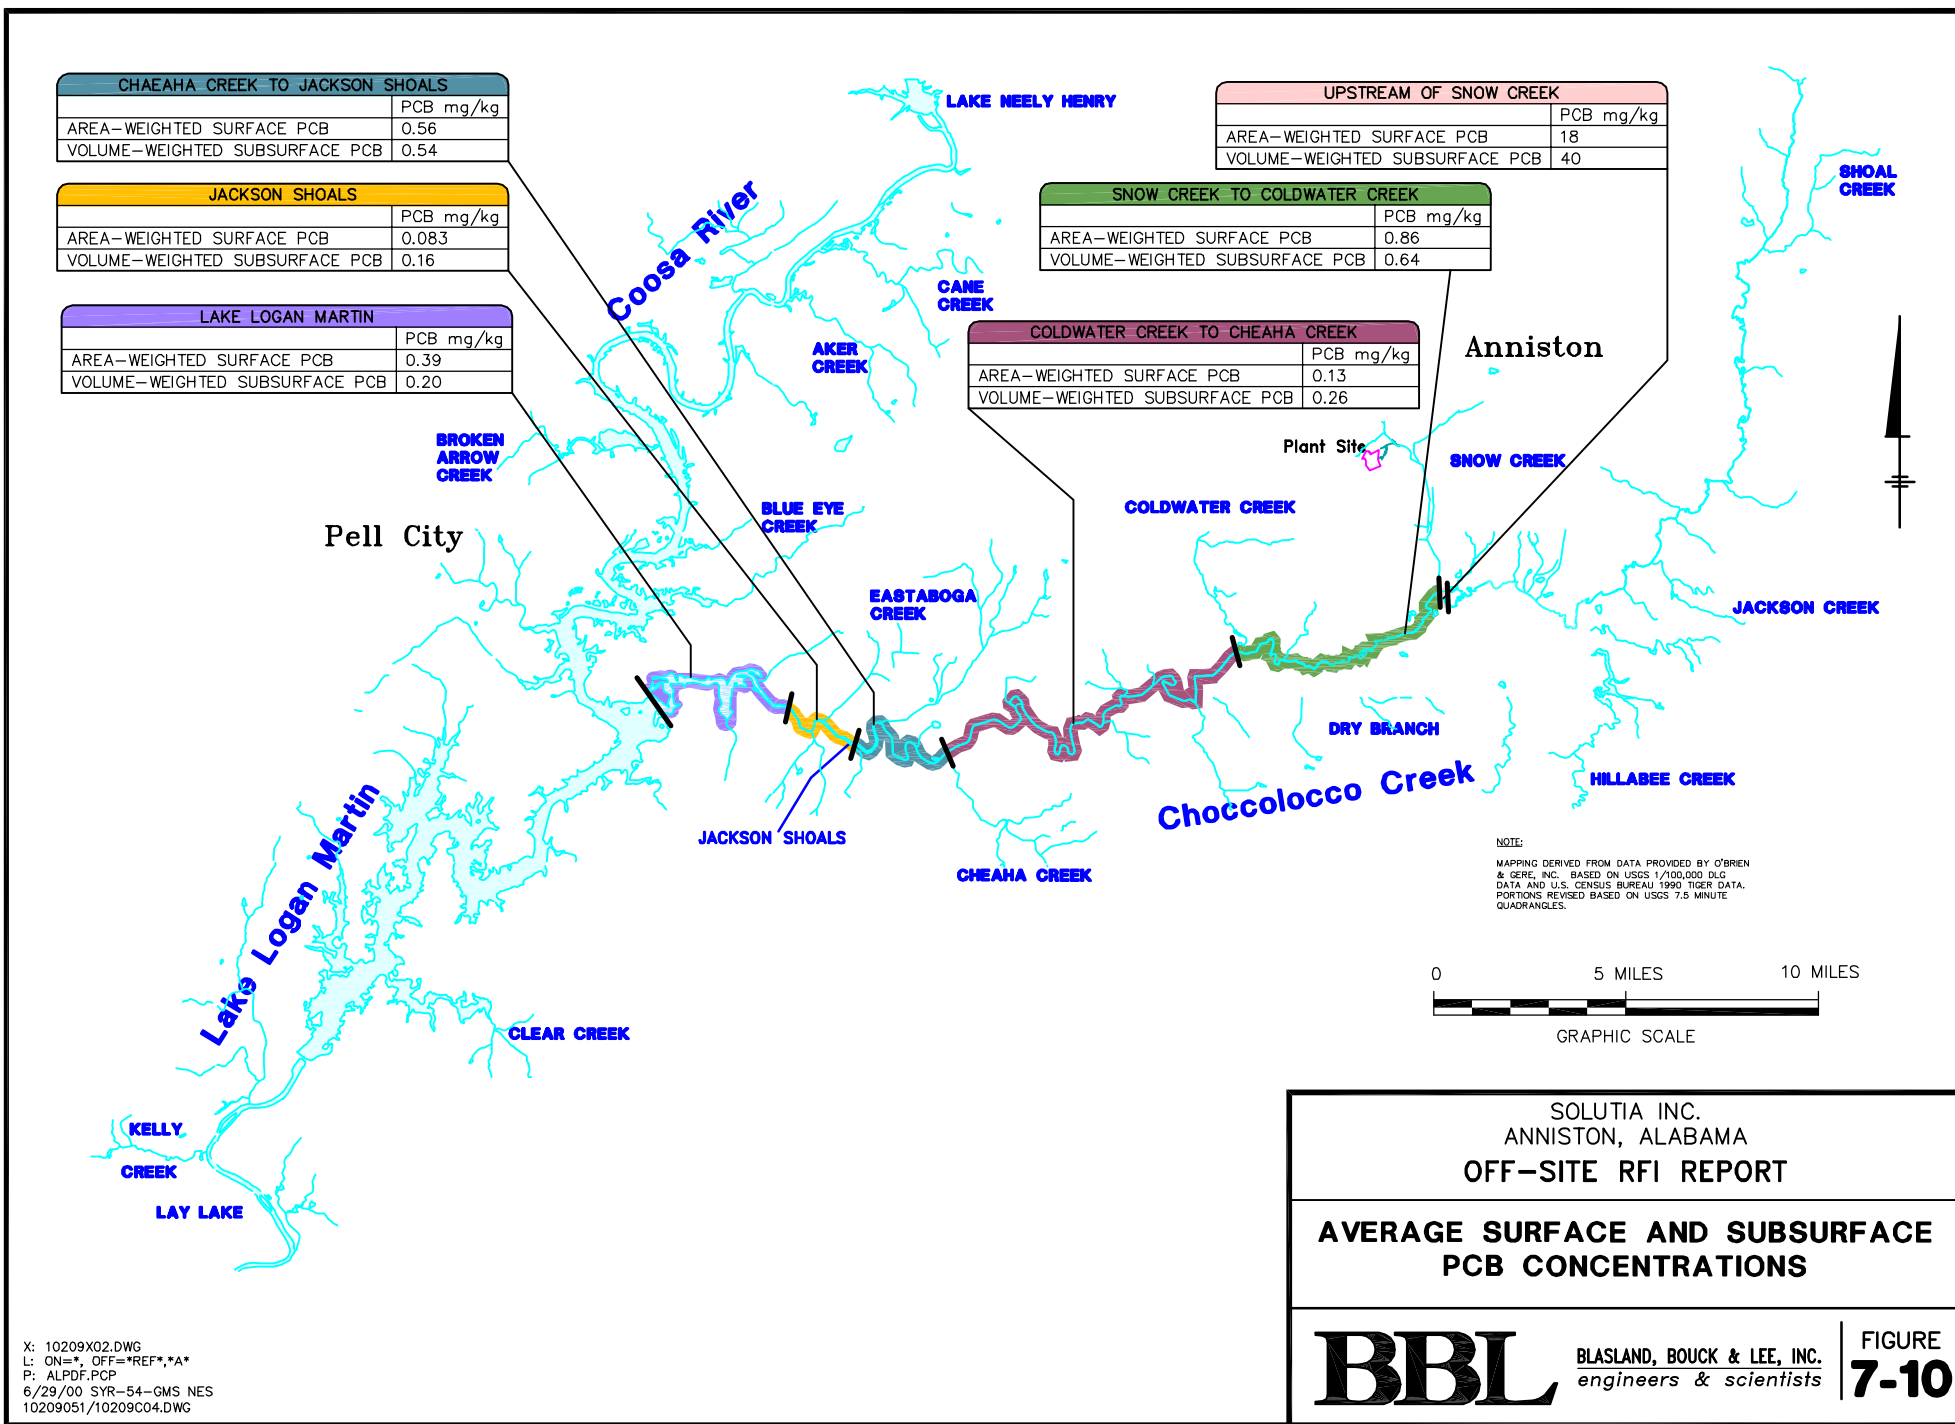 CHAEAHA CREEK TO JACKSON SHOALS
PCB mg/kg
AREA-WEIGHTED SURFACE PCB 0.56
VOLUME-WEIGHTED SUBSURFACE PCB 0.54
JACKSON SHOALS
PCB mg/kg
AREA-WEIGHTED SURFACE PCB 0.083
VOLUME-WEIGHTED SUBSURFACE PCB 0.16
LAKE LOGAN MARTIN
PCB mg/kg
AREA-WEIGHTED SURFACE PCB 0.39
VOLUME-WEIGHTED SUBSURFACE PCB 0.20
UPSTREAM OF SNOW CREEK
PCB mg/kg
AREA-WEIGHTED SURFACE PCB 18
VOLUME-WEIGHTED SUBSURFACE PCB 40
SNOW CREEK TO COLDWATER CREEK
PCB mg/kg
AREA-WEIGHTED SURFACE PCB 0.86
VOLUME-WEIGHTED SUBSURFACE PCB 0.64
COLDWATER CREEK TO CHEAHA CREEK
PCB mg/kg
AREA-WEIGHTED SURFACE PCB 0.13
VOLUME-WEIGHTED SUBSURFACE PCB 0.26
LAKE NEELY HENRY
SHOAL
CREEK
Coosa River
CANE
CREEK
AKER
CREEK
Anniston
BROKEN
ARROW
CREEK
Plant Site
SNOW CREEK
Pell City
BLUE EYE
CREEK
COLDWATER CREEK
EASTABOGA
CREEK
JACKSON CREEK
DRY BRANCH
HILLABEE CREEK
Choccolocco Creek
JACKSON SHOALS
CHEAHA CREEK
Lake Logan Martin
CLEAR CREEK
KELLY
CREEK
LAY LAKE
NOTE:
MAPPING DERIVED FROM DATA PROVIDED BY O'BRIEN
& GERE, INC. BASED ON USGS 1/100,000 DLG
DATA AND U.S. CENSUS BUREAU 1990 TIGER DATA.
PORTIONS REVISED BASED ON USGS 7.5 MINUTE
QUADRANGLES.
0 5 MILES 10 MILES
GRAPHIC SCALE
SOLUTIA INC.
ANNISTON, ALABAMA
OFF-SITE RFI REPORT
AVERAGE SURFACE AND SUBSURFACE
PCB CONCENTRATIONS
BBL
BLASLAND, BOUCK & LEE, INC.
engineers & scientists
FIGURE
7-10
X: 10209X02.DWG
L: ON=*, OFF=*REF*,*A*
P: ALPDF.PCP
6/29/00 SYR-54-GMS NES
10209051/10209C04.DWG